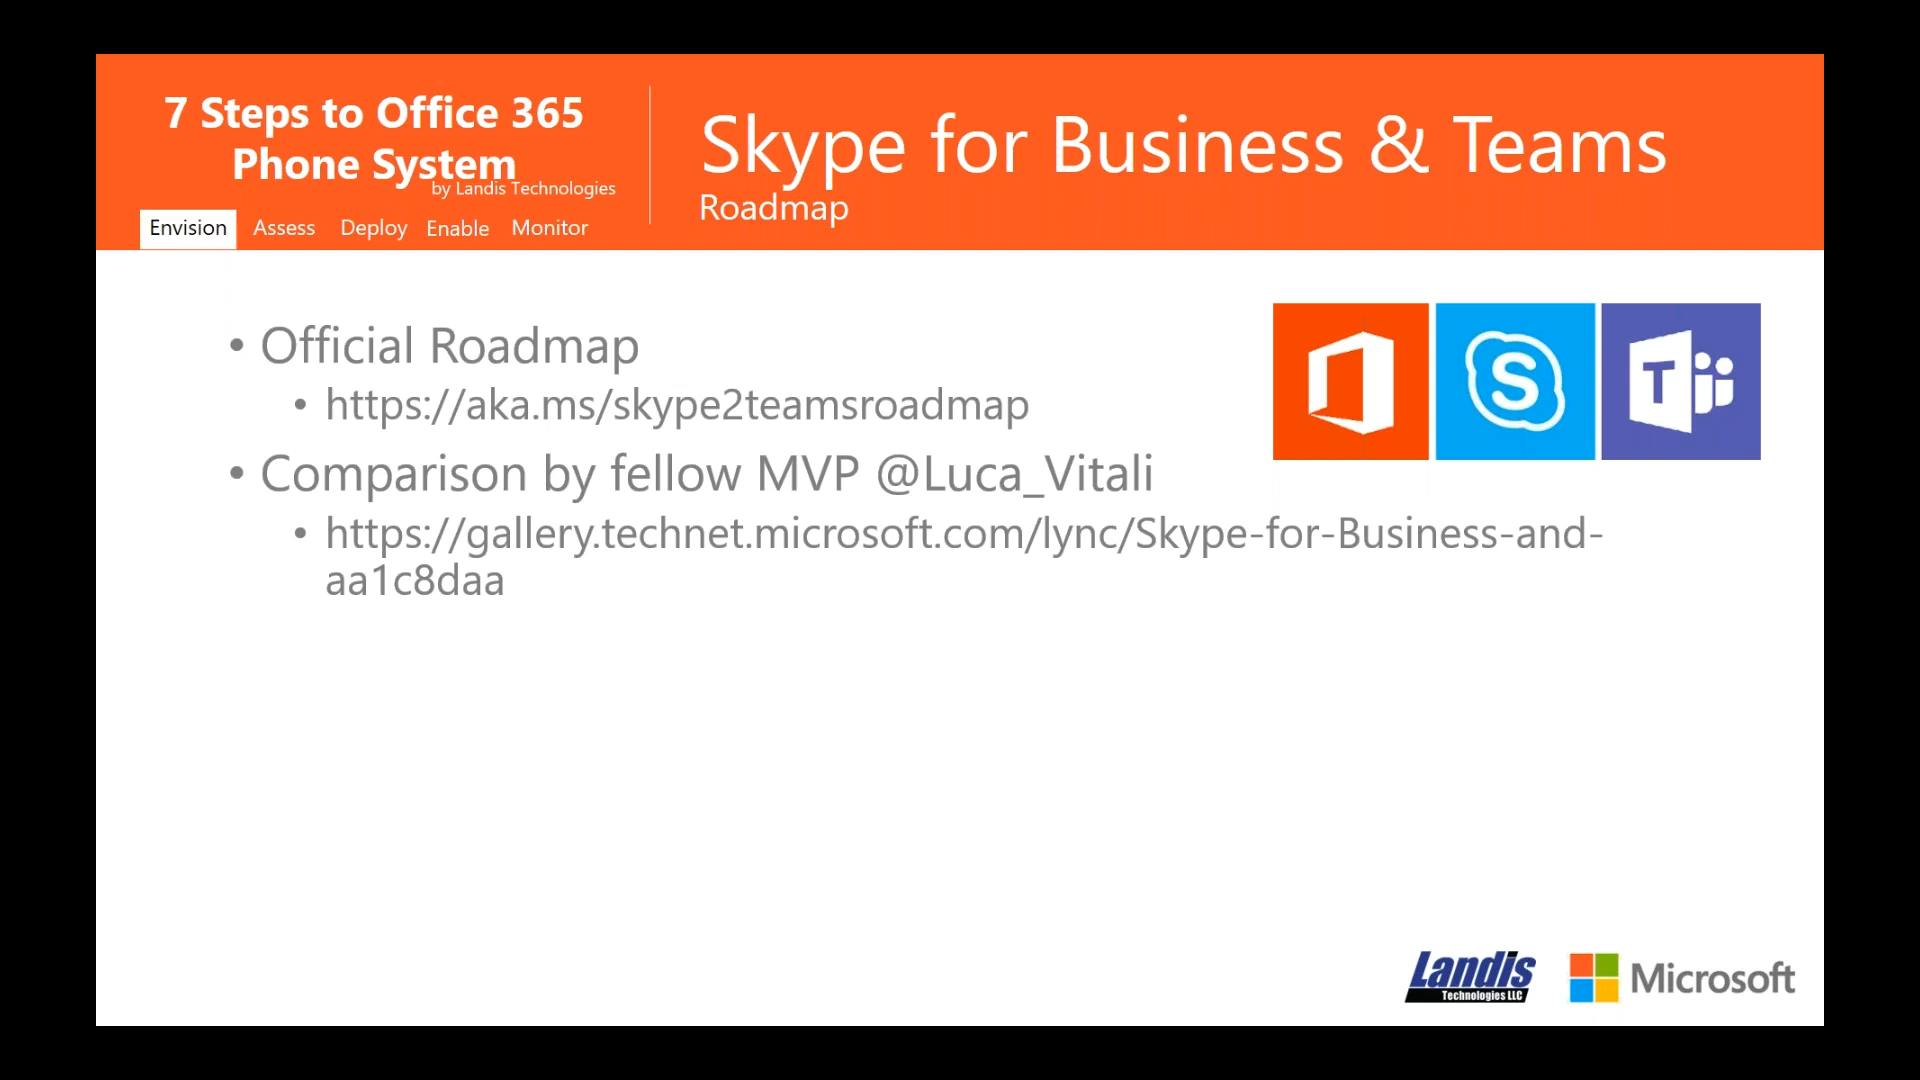 7 Steps to Office 365
Phone System
by Landis Technologies
Envision Assess Deploy Enable Monitor
Skype for Business & Teams
Roadmap
• Official Roadmap
• https://aka.ms/skype2teamsroadmap
• Comparison by fellow MVP @Luca_Vitali
• https://gallery.technet.microsoft.com/lync/Skype-for-Business-and-
aa1c8daa
S
T
Landis
Technologies LLC
Microsoft